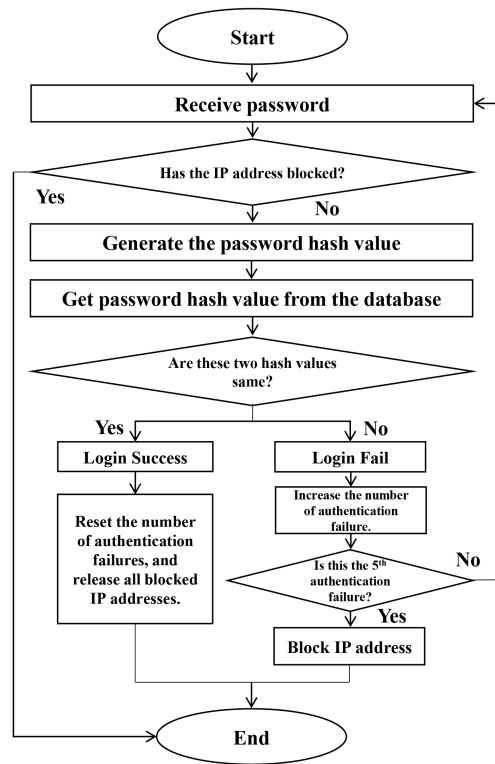 Start
Receive password
Has the IP address blocked?
Yes
No
Generate the password hash value
Get password hash value from the database
Are these two hash values
same?
Yes
No
Login Success
Login Fail
Reset the number
of authentication
failures, and
release all blocked
IP addresses.
Increase the number
of authentication
failure.
Is this the 5th
authentication
failure?
No
Yes
Block IP address
End